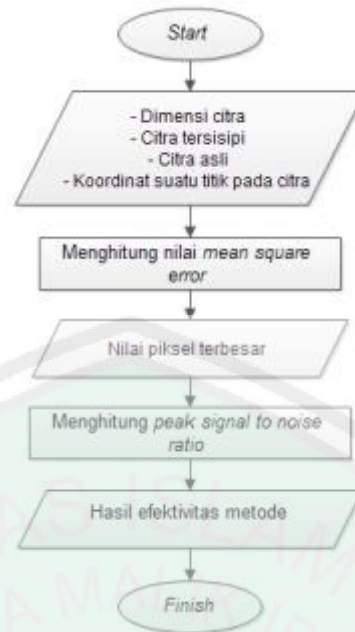 Start
- Dimensi citra
- Citra tersisipi
- Citra asli
- Koordinat suatu titik pada citra
Menghitung nilai mean square
error
Nilai piksel terbesar
Menghitung peak signal to noise
ratio
Hasil efektivitas metode
Finish